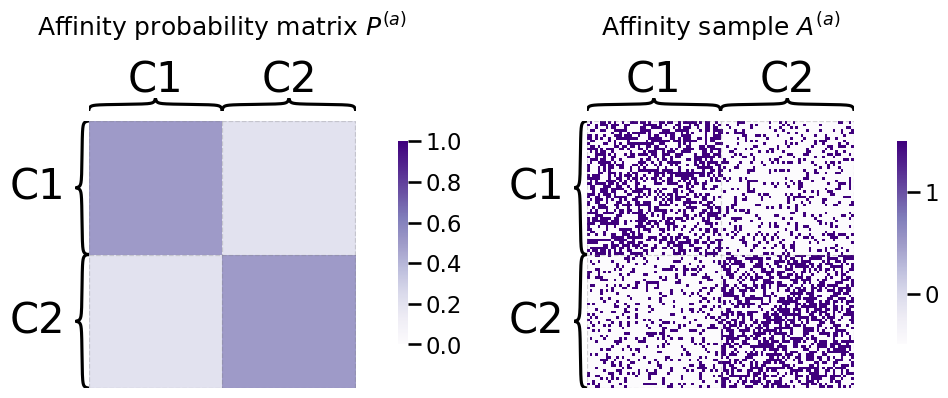 Affinity probability matrix P^(a)
C1 C2
C1
C2
1.0
0.8
0.6
0.4
0.2
0.0
Affinity sample A^(a)
C1 C2
C1
C2
1
0